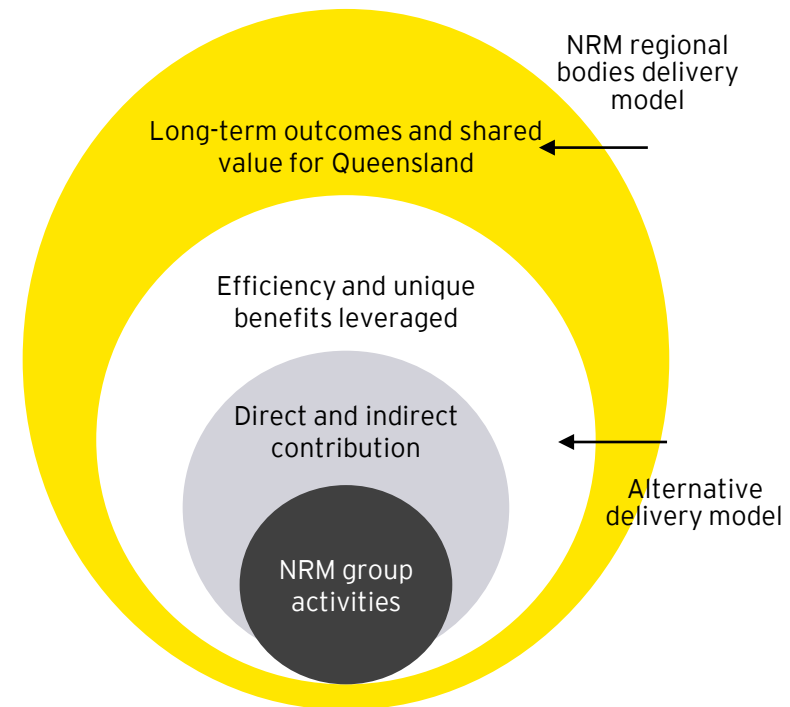 NRM regional
bodies delivery
model
Long-term outcomes and shared
value for Queensland
Efficiency and unique
benefits leveraged
Direct and indirect
contribution
Alternative
delivery model
NRM group
activities